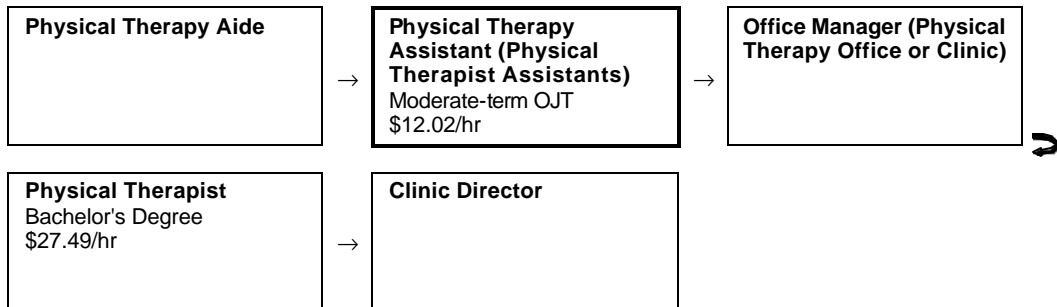 Physical Therapy Aide
Physical Therapy
Assistant (Physical
Therapist Assistants)
Moderate-term OJT
$12.02/hr
Office Manager (Physical
Therapy Office or Clinic)
→
→
Physical Therapist
Bachelor's Degree
$27.49/hr
Clinic Director
→